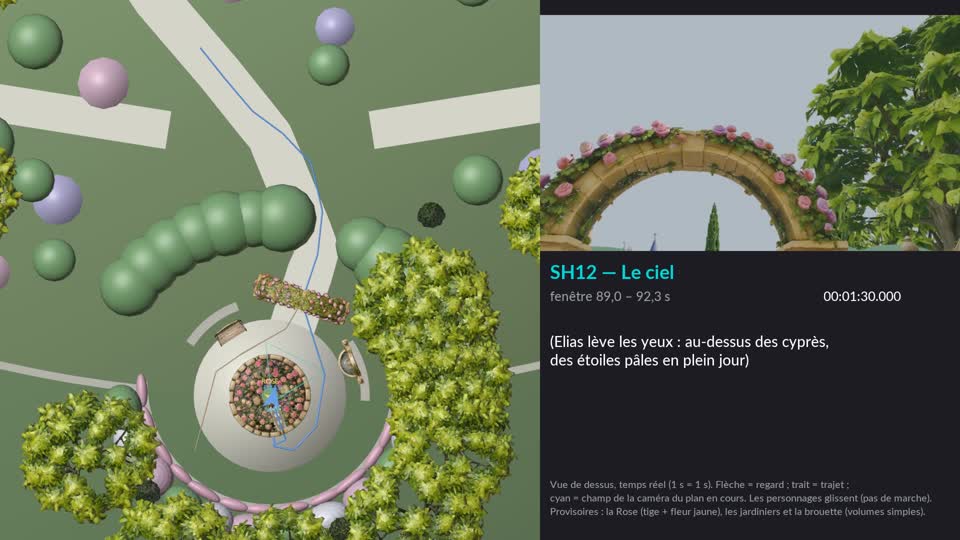 SH12 — Le ciel
fenêtre 89,0 – 92,3 s
00:01:30.000
(Elias lève les yeux : au-dessus des cyprès,
des étoiles pâles en plein jour)
Vue de dessus, temps réel (1 s = 1 s). Flèche = regard ; trait = trajet ;
cyan = champ de la caméra du plan en cours. Les personnages glissent (pas de marche).
Provisoires : la Rose (tige + fleur jaune), les jardiniers et la brouette (volumes simples).